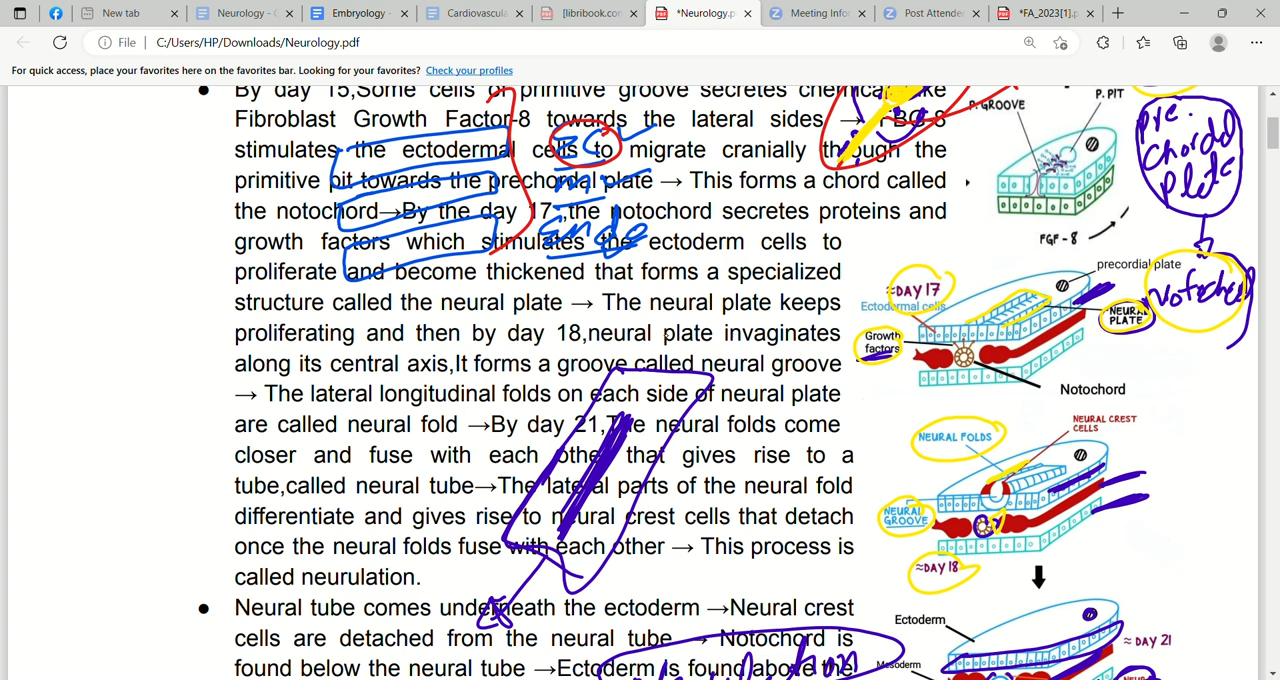 New tab
Neurology - G
Embryology -
Cardiovascula
[libribook.con
*Neurology.p
Meeting Infor
Post Attende
*FA_2023[1].p
File
C:/Users/HP/Downloads/Neurology.pdf
For quick access, place your favorites here on the favorites bar. Looking for your favorites? Check your profiles
By day 15,Some cells of primitive groove secretes chemical like
Fibroblast Growth Factor-8 towards the lateral sides → FBG-8
stimulates the ectodermal cells to migrate cranially through the
primitive pit towards the prechomal plate → This forms a chord called
the notochord→By the day 17 ,the notochord secretes proteins and
growth factors which stimulates the ectoderm cells to
proliferate and become thickened that forms a specialized
structure called the neural plate → The neural plate keeps
proliferating and then by day 18,neural plate invaginates
along its central axis,It forms a groove called neural groove
→ The lateral longitudinal folds on each side of neural plate
are called neural fold →By day 21,The neural folds come
closer and fuse with each other that gives rise to a
tube,called neural tube→The lateral parts of the neural fold
differentiate and gives rise to neural crest cells that detach
once the neural folds fuse with each other → This process is
called neurulation.
Neural tube comes underneath the ectoderm →Neural crest
cells are detached from the neural tube → Notochord is
found below the neural tube →Ectoderm is found above the
EC
m
Endo
P. GROOVE
P. PIT
FGF - 8
pre.
chordal
plate
Notochord
≈DAY 17
precordial plate
Ectodermal cells
NEURAL
PLATE
Growth
factors
Notochord
NEURAL FOLDS
NEURAL CREST
CELLS
NEURAL
GROOVE
≈DAY 18
Ectoderm
≈ DAY 21
Mesoderm